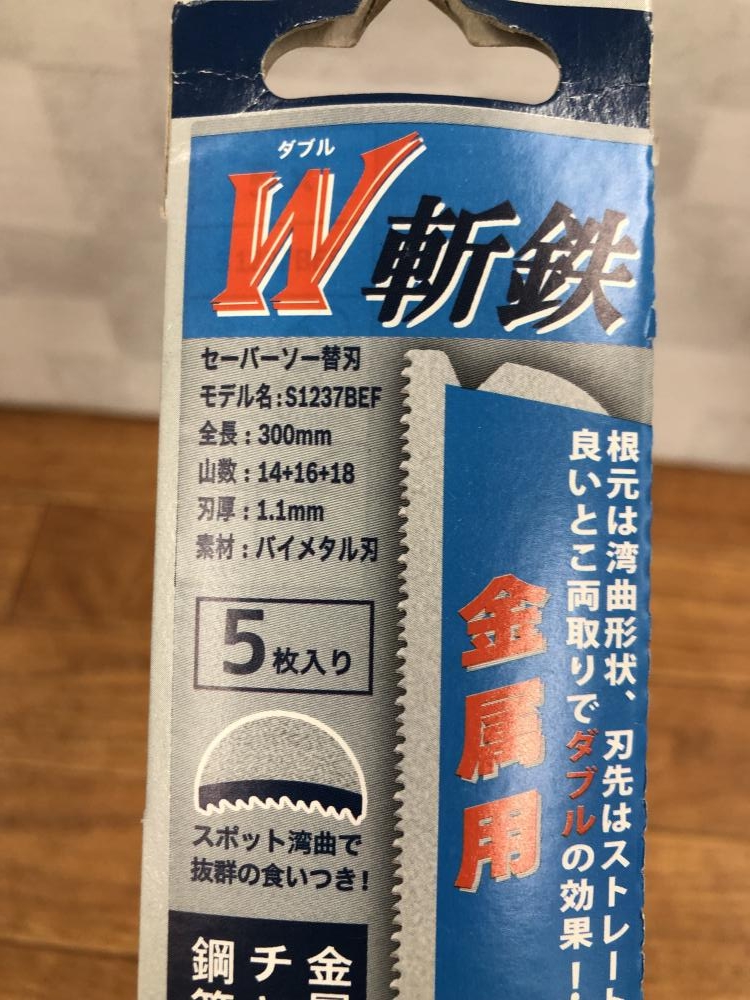 ダブル
W斬鉄
セーバーソー替刃
モデル名:S1237BEF
全長：300mm
山数：14+16+18
刃厚：1.1mm
素材：バイメタル刃
5枚入り
スポット湾曲で
抜群の食いつき!
根元は湾曲形状、刃先はストレート
良いとこ両取りでダブルの効果!
金属用
金属
チ
鋼